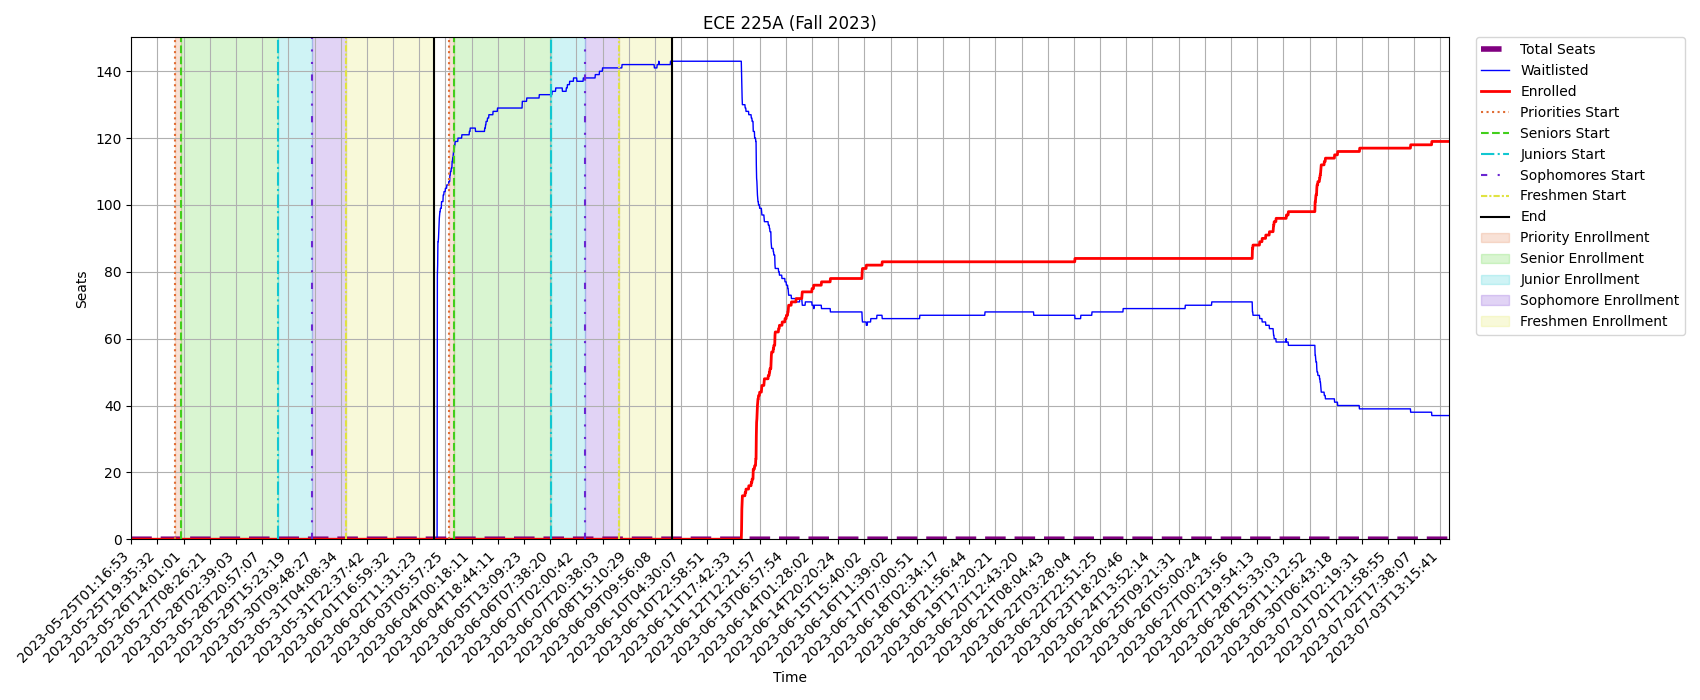 ECE 225A (Fall 2023)
Seats
140
120
100
80
60
40
20
0
2023-05-25T01:16:53
2023-05-25T19:35:32
2023-05-26T14:01:01
2023-05-27T08:26:21
2023-05-28T02:39:03
2023-05-28T20:57:07
2023-05-29T15:23:19
2023-05-30T09:48:27
2023-05-31T04:08:34
2023-05-31T22:37:42
2023-06-01T16:59:32
2023-06-02T11:31:23
2023-06-03T05:57:25
2023-06-04T00:18:11
2023-06-04T18:44:11
2023-06-05T13:09:23
2023-06-06T07:38:20
2023-06-07T02:00:42
2023-06-07T20:38:03
2023-06-08T15:10:29
2023-06-09T09:56:08
2023-06-10T04:30:07
2023-06-10T22:58:51
2023-06-11T17:42:33
2023-06-12T12:21:57
2023-06-13T06:57:54
2023-06-14T01:28:02
2023-06-14T20:20:24
2023-06-15T15:40:02
2023-06-16T11:39:02
2023-06-17T07:00:51
2023-06-18T02:34:17
2023-06-18T21:56:44
2023-06-19T17:20:21
2023-06-20T12:43:20
2023-06-21T08:04:43
2023-06-22T03:28:04
2023-06-22T22:51:25
2023-06-23T18:20:46
2023-06-24T13:52:14
2023-06-25T09:21:31
2023-06-26T05:00:24
2023-06-27T00:23:56
2023-06-27T19:54:13
2023-06-28T15:33:03
2023-06-29T11:12:52
2023-06-30T06:43:18
2023-07-01T02:19:31
2023-07-01T21:58:55
2023-07-02T17:38:07
2023-07-03T13:15:41
Time
Total Seats
Waitlisted
Enrolled
Priorities Start
Seniors Start
Juniors Start
Sophomores Start
Freshmen Start
End
Priority Enrollment
Senior Enrollment
Junior Enrollment
Sophomore Enrollment
Freshmen Enrollment